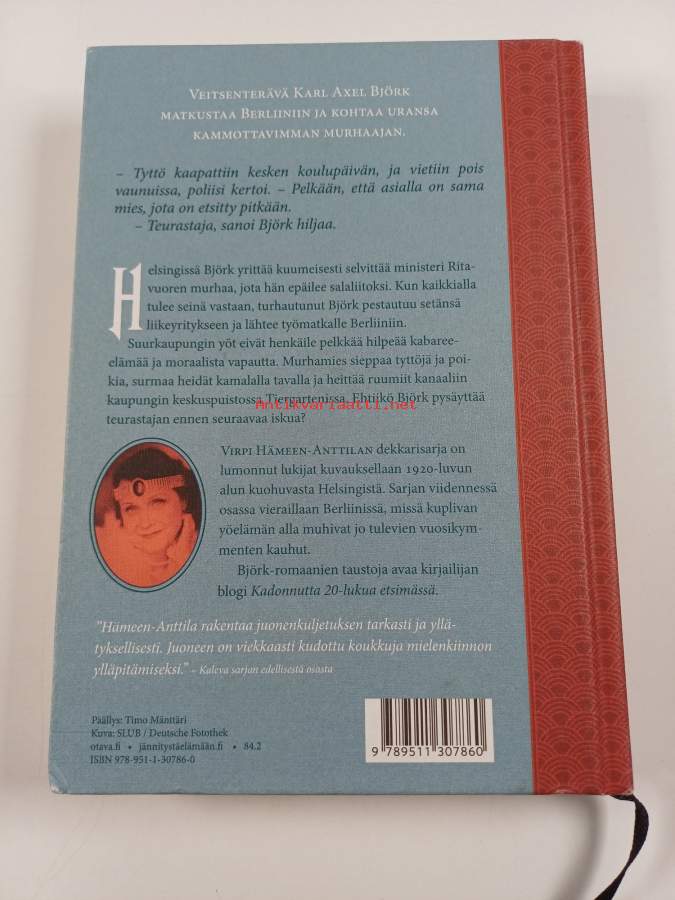 Veitsenterävä Karl Axel Björk
matkustaa Berliiniin ja kohtaa uransa
kammottavimman murhaajan.
– Tyttö kaapattiin kesken koulupäivän, ja vietiin pois
vaunuissa, poliisi kertoi. – Pelkään, että asialla on sama
mies, jota on etsitty pitkään.
– Teurastaja, sanoi Björk hiljaa.
Helsingissä Björk yrittää kuumeisesti selvittää ministeri Rita-
vuoren murhaa, jota hän epäilee salaliitoksi. Kun kaikkialla
tulee seinä vastaan, turhautunut Björk pestautuu setänsä
liikeyritykseen ja lähtee työmatkalle Berliiniin.
Suurkaupungin yöt eivät henkäile pelkkää hilpeää kabaree-
elämää ja moraalista vapautta. Murhamies sieppaa tyttöjä ja poi-
kia, surmaa heidät kamalalla tavalla ja heittää ruumiit kanaaliin
kaupungin keskuspuistossa Tiergartenissa. Ehtiikö Björk pysäyttää
Antikvariaatti.net
teurastajan ennen seuraavaa iskua?
Virpi Hämeen-Anttilan dekkarisarja on
lumonnut lukijat kuvauksellaan 1920-luvun
alun kuohuvasta Helsingistä. Sarjan viidennessä
osassa vieraillaan Berliinissä, missä kuplivan
yöelämän alla muhivat jo tulevien vuosikym-
menten kauhut.
Björk-romaanien taustoja avaa kirjailijan
blogi Kadonnutta 20-lukua etsimässä.
"Hämeen-Anttila rakentaa juonenkuljetuksen tarkasti ja yllä-
tyksellisesti. Juoneen on viekkaasti kudottu koukkuja mielenkiinnon
ylläpitämiseksi." – Kaleva sarjan edellisestä osasta
Päällys: Timo Mänttäri
Kuva: SLUB / Deutsche Fotothek
otava.fi • jännitystäelämään.fi • 84.2
ISBN 978-951-1-30786-0
9 789511 307860